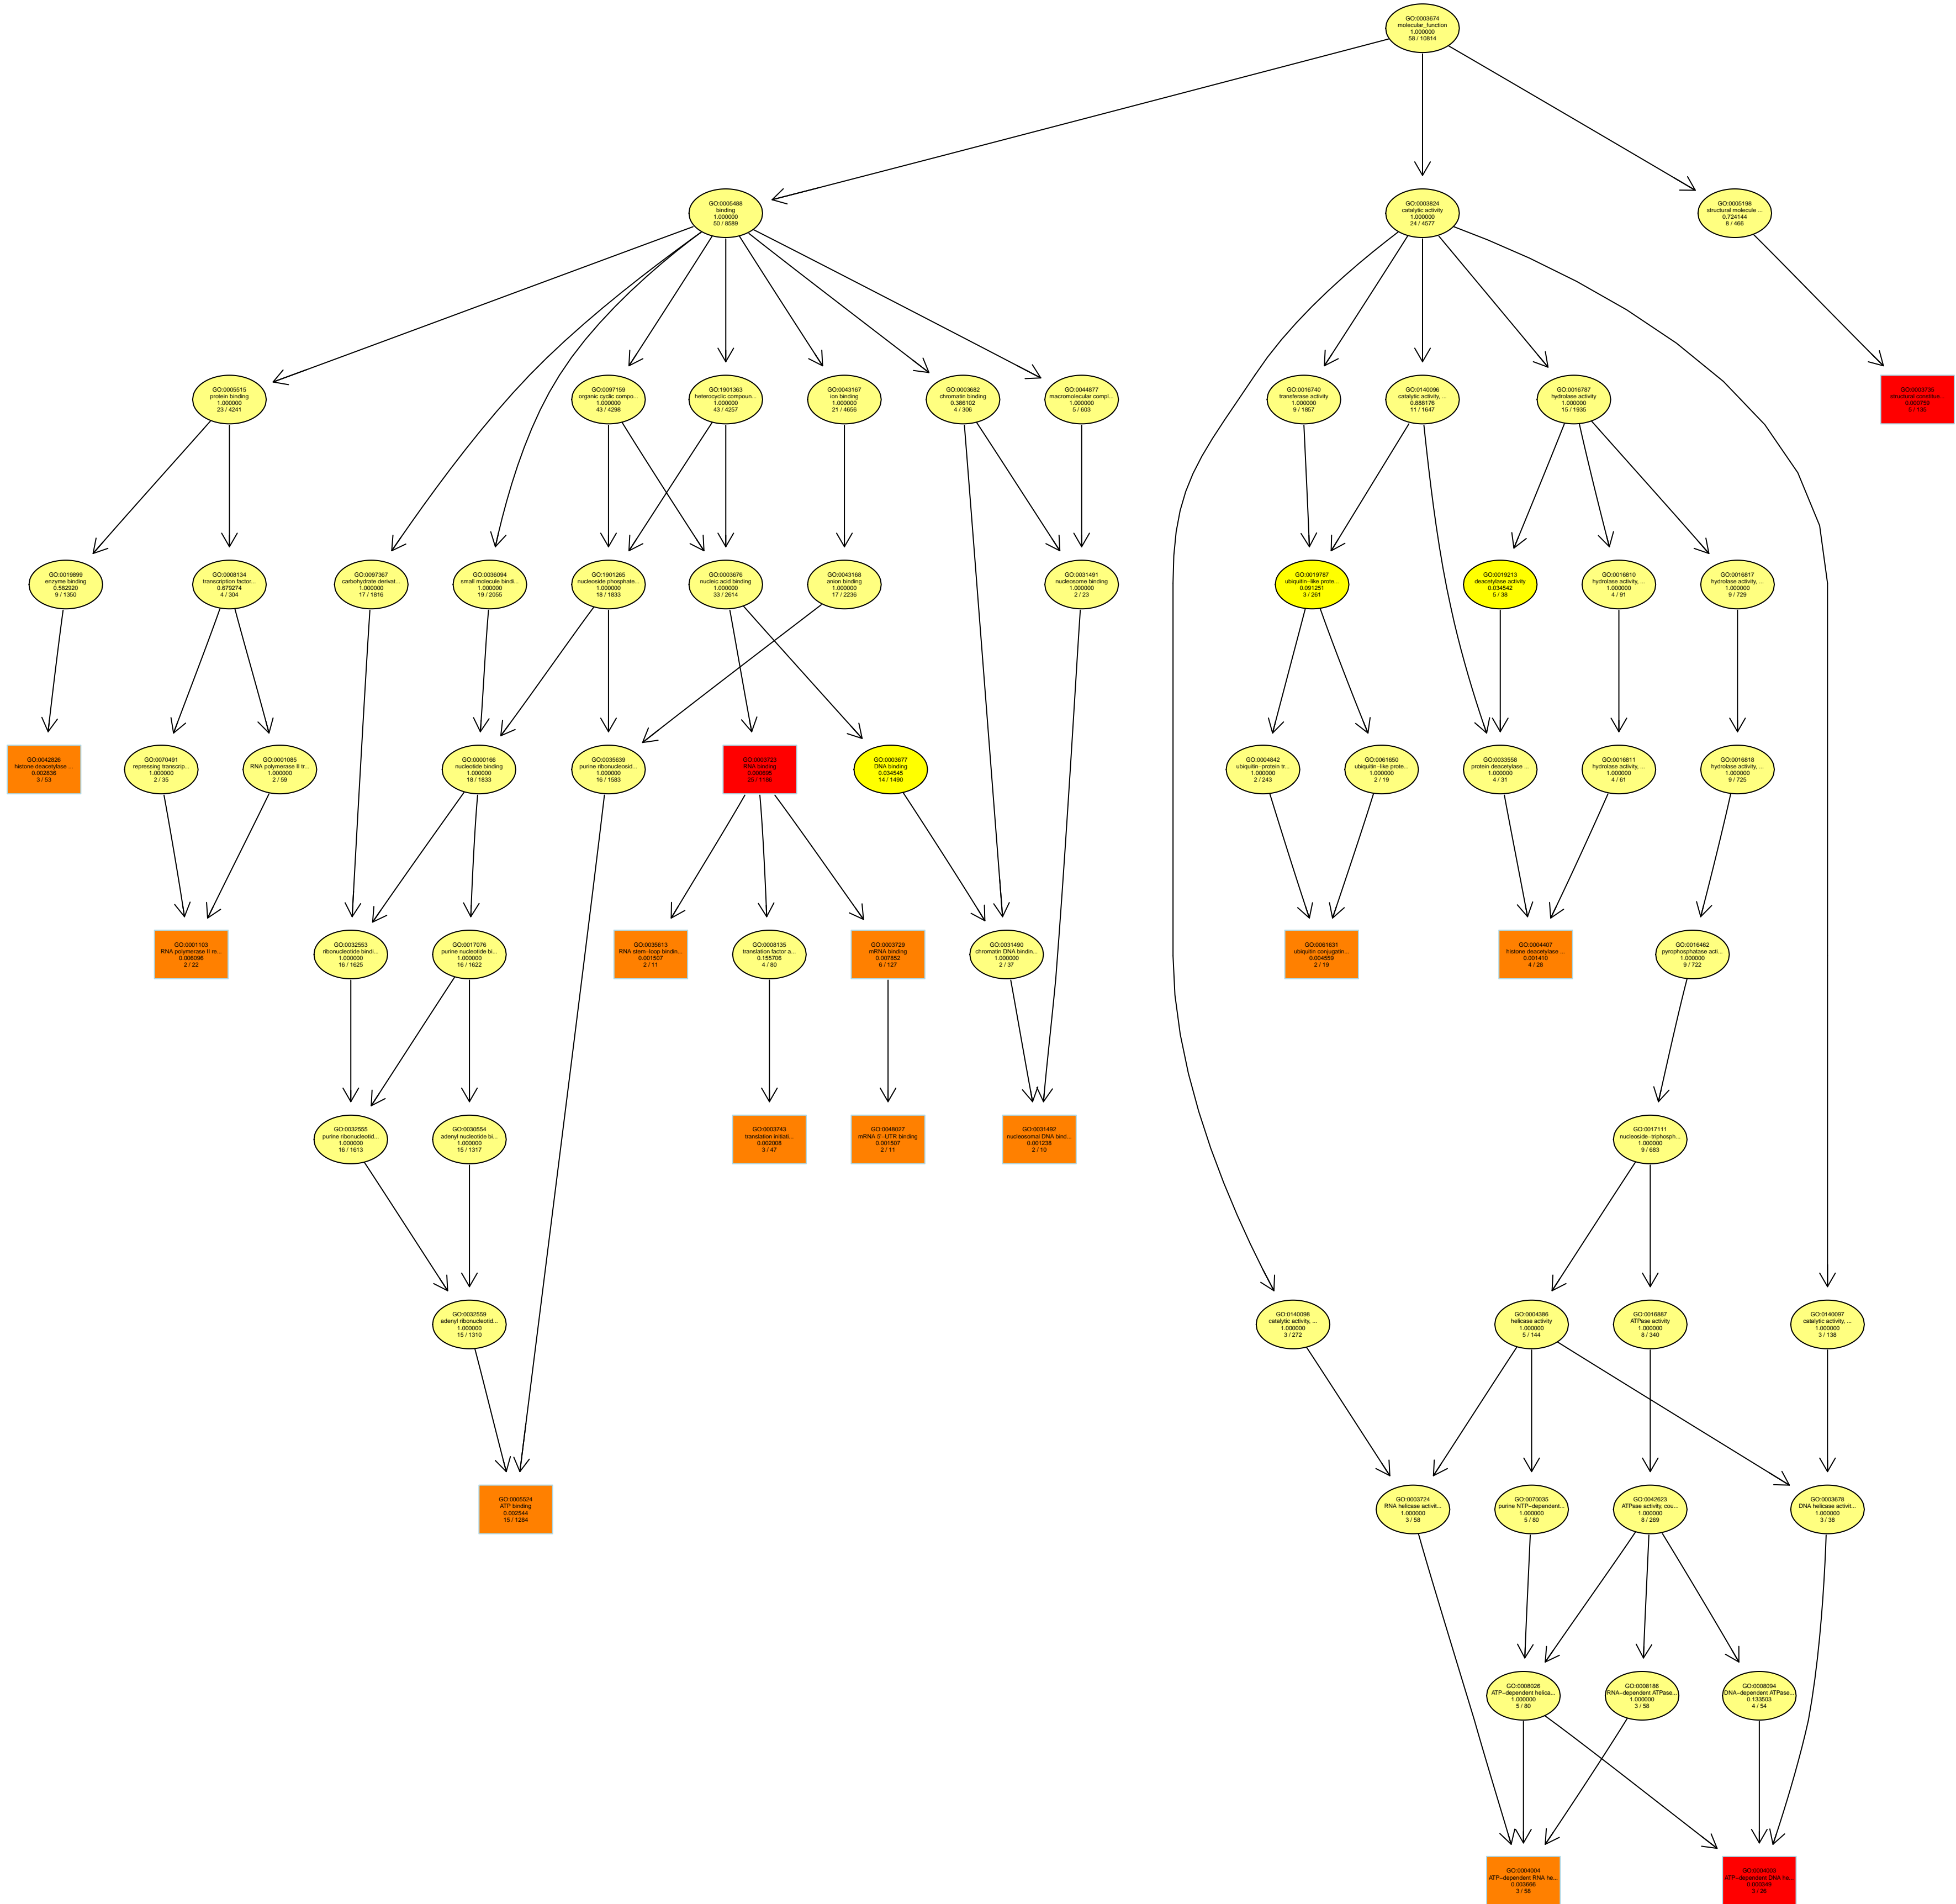 GO:0003674
molecular_function
1.000000
58 / 10814
GO:0005488
binding
1.000000
50 / 8589
GO:0003824
catalytic activity
1.000000
24 / 4577
GO:0005198
structural molecule ...
0.724144
8 / 466
GO:0005515
protein binding
1.000000
23 / 4241
GO:0097159
organic cyclic compo...
1.000000
43 / 4298
GO:1901363
heterocyclic compoun...
1.000000
43 / 4257
GO:0043167
ion binding
1.000000
21 / 4656
GO:0003682
chromatin binding
0.386102
4 / 306
GO:0044877
macromolecular compl...
1.000000
5 / 603
GO:0016740
transferase activity
1.000000
9 / 1857
GO:0140096
catalytic activity, ...
0.888176
11 / 1647
GO:0016787
hydrolase activity
1.000000
15 / 1935
GO:0003735
structural constitue...
5 / 135
GO:0019899
enzyme binding
0.582920
9 / 1350
GO:0008134
transcription factor...
0.679274
4 / 304
GO:0097367
carbohydrate derivat...
1.000000
17 / 1816
GO:0036094
small molecule bindi...
1.000000
19 / 2055
GO:1901265
nucleoside phosphate...
1.000000
18 / 1833
GO:0003676
nucleic acid binding
1.000000
33 / 2614
GO:0043168
anion binding
1.000000
17 / 2236
GO:0031491
nucleosome binding
1.000000
2 / 23
GO:0019787
ubiquitin−like prote...
0.091251
3 / 261
GO:0019213
deacetylase activity
0.034542
5 / 38
GO:0016810
hydrolase activity, ...
1.000000
4 / 91
GO:0016817
hydrolase activity, ...
1.000000
9 / 729
GO:0042826
histone deacetylase ...
0.002836
3 / 53
GO:0070491
repressing transcrip...
1.000000
2 / 35
GO:0001085
RNA polymerase II tr...
1.000000
2 / 59
GO:0000166
nucleotide binding
1.000000
18 / 1833
GO:0035639
purine ribonucleosid...
1.000000
16 / 1583
GO:0003723
RNA binding
GO:0003677
DNA binding
0.034545
14 / 1490
GO:0004842
ubiquitin−protein tr...
1.000000
2 / 243
GO:0061650
ubiquitin−like prote...
1.000000
2 / 19
GO:0033558
protein deacetylase ...
1.000000
4 / 31
GO:0016811
hydrolase activity, ...
1.000000
4 / 61
GO:0016818
hydrolase activity, ...
1.000000
9 / 725
GO:0001103
RNA polymerase II re...
0.006096
2 / 22
GO:0032553
ribonucleotide bindi...
1.000000
16 / 1625
GO:0017076
purine nucleotide bi...
1.000000
16 / 1622
GO:0035613
RNA stem−loop bindin...
0.001507
2 / 11
GO:0008135
translation factor a...
0.155706
4 / 80
GO:0003729
mRNA binding
0.007852
6 / 127
GO:0031490
chromatin DNA bindin...
1.000000
2 / 37
GO:0061631
ubiquitin conjugatin...
0.004559
2 / 19
GO:0004407
histone deacetylase ...
0.001410
4 / 28
GO:0016462
pyrophosphatase acti...
1.000000
9 / 722
GO:0032555
purine ribonucleotid...
1.000000
16 / 1613
GO:0030554
adenyl nucleotide bi...
1.000000
15 / 1317
GO:0003743
translation initiati...
0.002008
3 / 47
GO:0048027
mRNA 5'−UTR binding
0.001507
2 / 11
GO:0031492
nucleosomal DNA bind...
0.001238
2 / 10
GO:0017111
nucleoside−triphosph...
1.000000
9 / 683
GO:0032559
adenyl ribonucleotid...
1.000000
15 / 1310
GO:0140098
catalytic activity, ...
1.000000
3 / 272
GO:0004386
helicase activity
1.000000
5 / 144
GO:0016887
ATPase activity
1.000000
8 / 340
GO:0140097
catalytic activity, ...
1.000000
3 / 138
GO:0005524
ATP binding
0.002544
15 / 1284
GO:0003724
RNA helicase activit...
1.000000
3 / 58
GO:0070035
purine NTP−dependent...
1.000000
5 / 80
GO:0042623
ATPase activity, cou...
1.000000
8 / 269
GO:0003678
DNA helicase activit...
1.000000
3 / 38
GO:0008026
ATP−dependent helica...
1.000000
5 / 80
GO:0008186
RNA−dependent ATPase...
1.000000
3 / 58
GO:0008094
DNA−dependent ATPase...
0.133503
4 / 54
GO:0004004
ATP−dependent RNA he...
0.003666
3 / 58
GO:0004003
ATP−dependent DNA he...